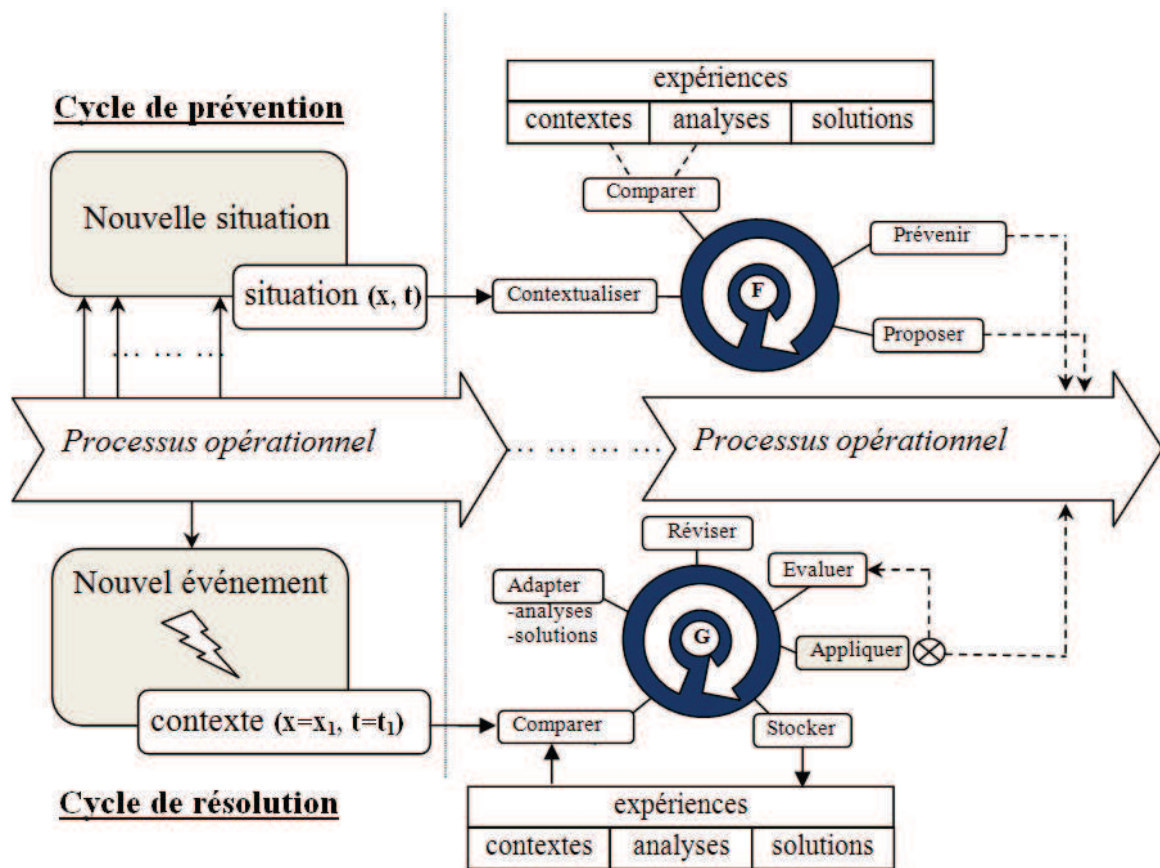 Cycle de prévention
Nouvelle situation
situation (x, t)
... ... ...
expériences
contextes analyses solutions
Comparer
Contextualiser
F
Prévenir
Proposer
Processus opérationnel
... ... ... ...
Processus opérationnel
Nouvel événement
contexte (x=x₁, t=t₁)
Cycle de résolution
Réviser
Adapter
-analyses
-solutions
G
Evaluer
Appliquer
Comparer
Stocker
expériences
contextes analyses solutions